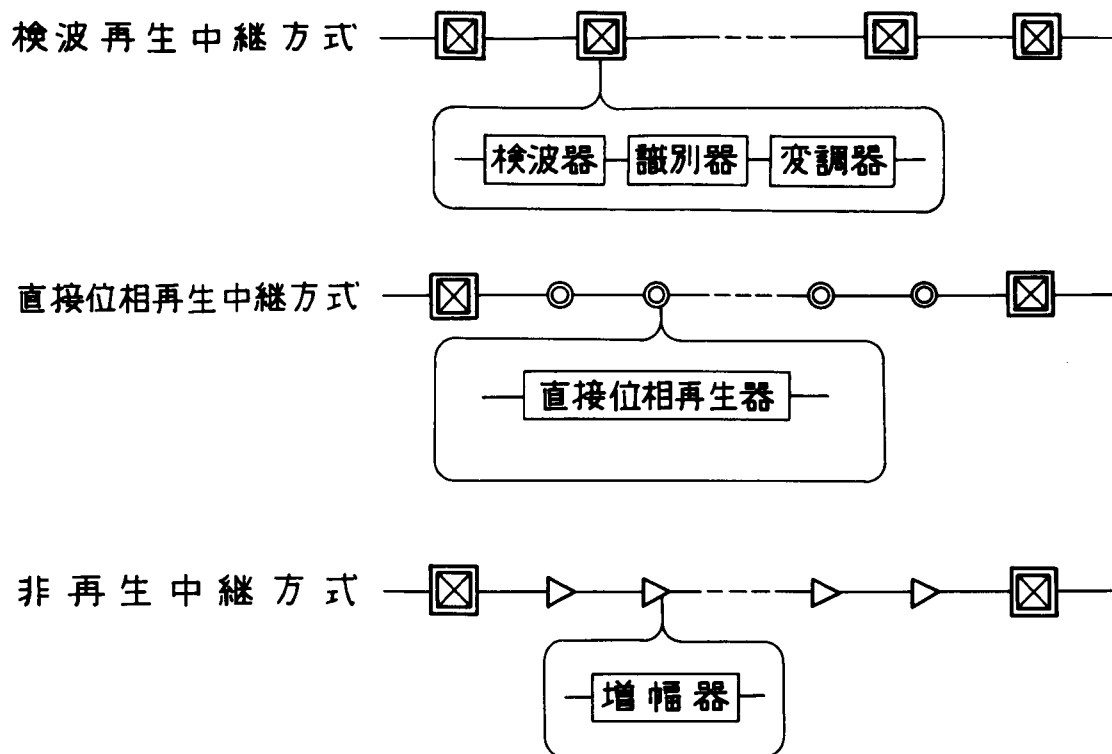 検波再生中継方式
検波器 識別器 変調器
直接位相再生中継方式
直接位相再生器
非再生中継方式
増幅器